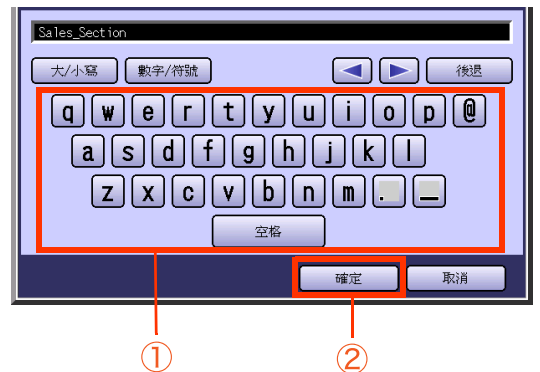 Sales_Section
大/小寫 數字/符號 後退
q w e r t y u i o p @
a s d f g h j k l
z x c v b n m . _
空格
確定 取消
① ②